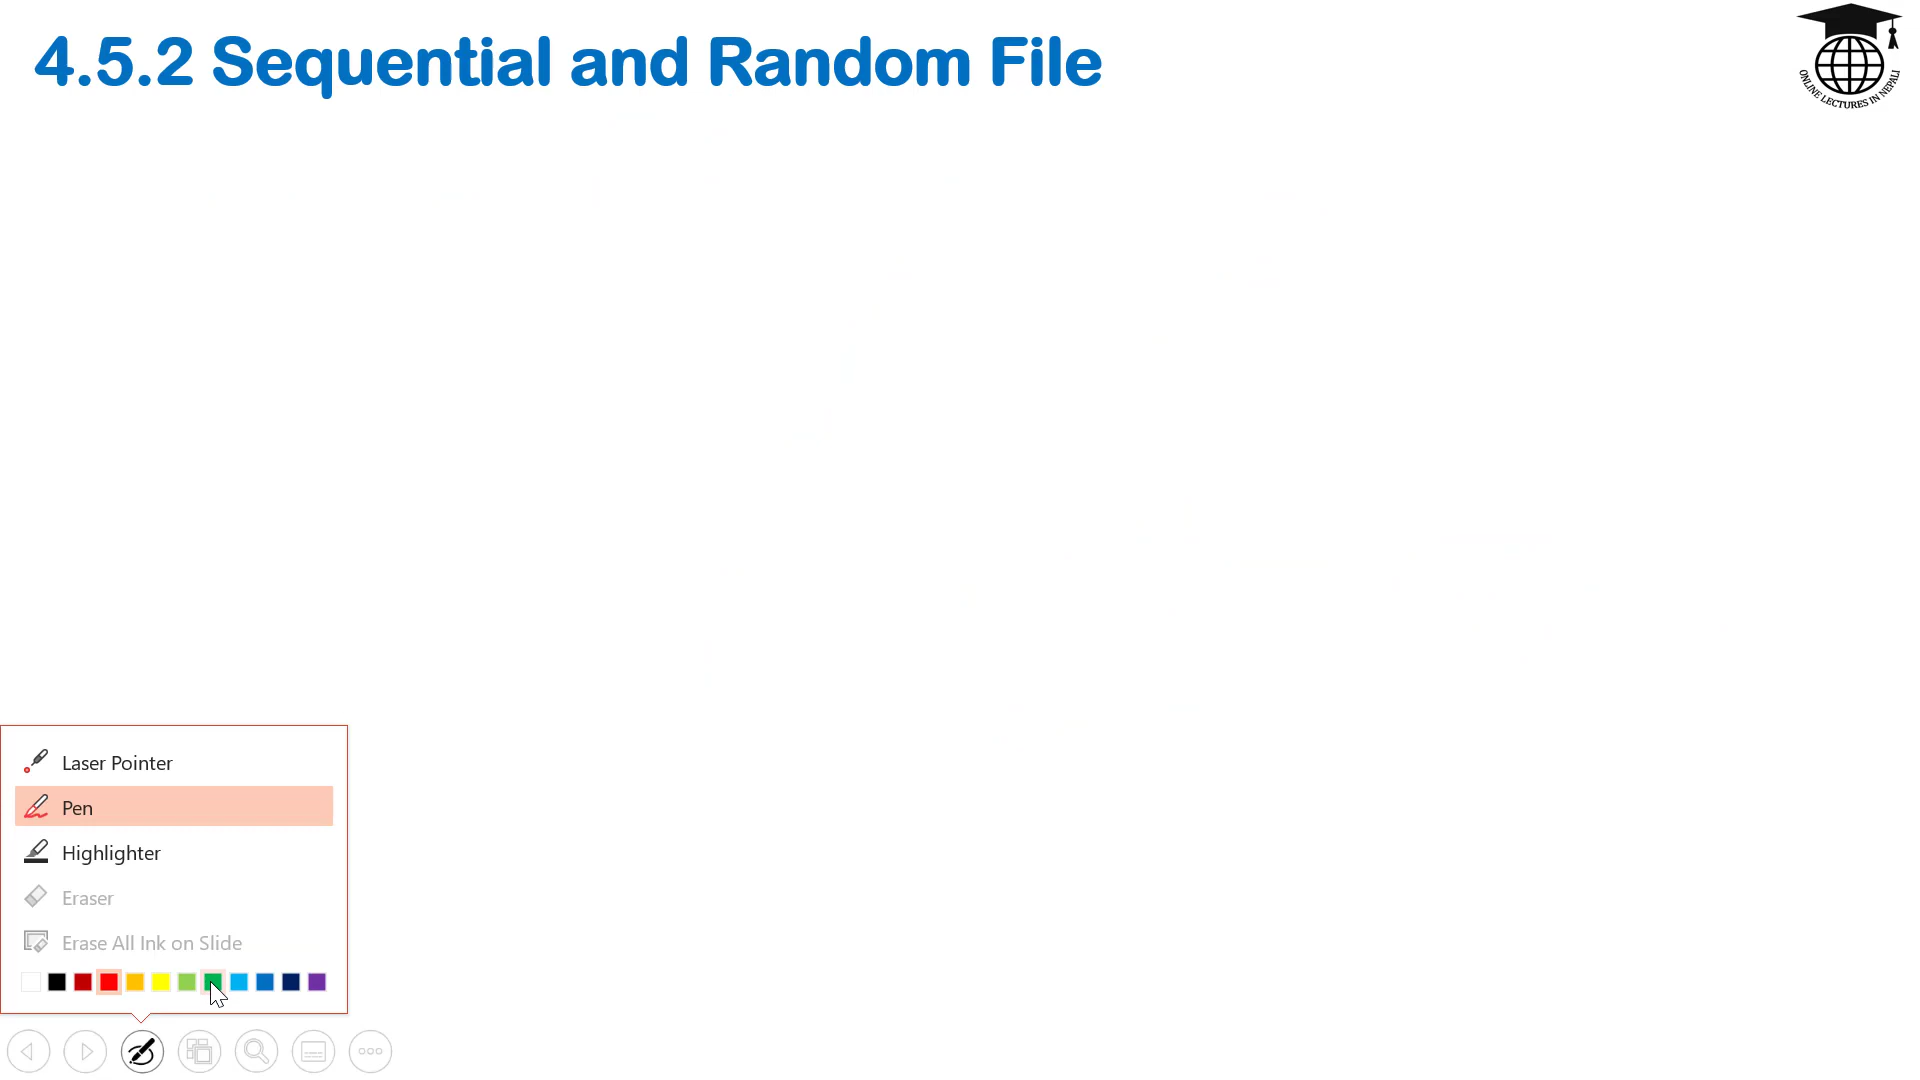 4.5.2 Sequential and Random File
ONLINE LECTURES IN NEPALI
Laser Pointer
Pen
Highlighter
Eraser
Erase All Ink on Slide